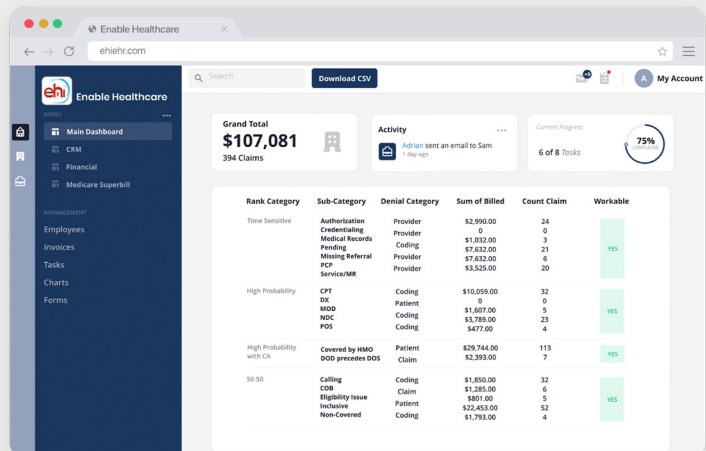 Enable Healthcare
ehiehr.com
ehi Enable Healthcare
Search
Download CSV
+9
A My Account
MENU
Main Dashboard
CRM
Financial
Medicare Superbill
MANAGEMENT
Employees
Invoices
Tasks
Charts
Forms
Grand Total
$107,081
394 Claims
Activity
Adrian sent an email to Sam
1 day ago
Current Progress
6 of 8 Tasks
75%
COMPLETED
Rank Category Sub-Category Denial Category Sum of Billed Count Claim Workable
Time Sensitive Authorization Provider $2,990.00 24
Credentialing Provider 0 0
Medical Records Coding $1,032.00 3
Pending Provider $7,632.00 21 YES
Missing Referral Provider $7,632.00 6
PCP Provider $3,525.00 20
Service/MR
High Probability CPT Coding $10,059.00 32
DX Patient 0 0
MOD Coding $1,607.00 5 YES
NDC Coding $3,789.00 23
POS Coding $477.00 4
High Probability Covered by HMO Patient $29,744.00 113 YES
with CA DOD precedes DOS Claim $2,393.00 7
50-50 Calling Coding $1,850.00 32
COB Claim $1,285.00 6
Eligibility Issue Patient $801.00 5 YES
Inclusive Coding $22,453.00 52
Non-Covered $1,793.00 4